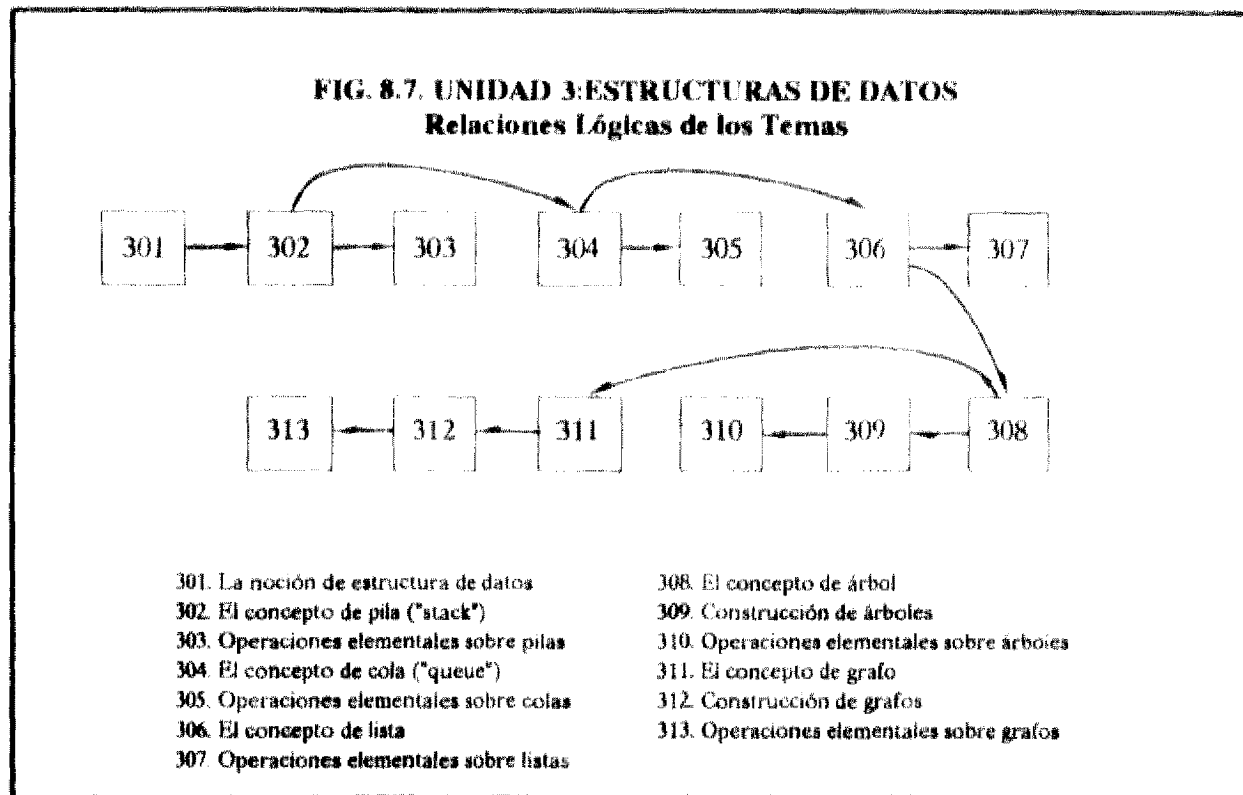 FIG. 8.7. UNIDAD 3:ESTRUCTURAS DE DATOS
Relaciones Lógicas de los Temas
301 302 303 304 305 306 307
313 312 311 310 309 308
301. La noción de estructura de datos
302. El concepto de pila ("stack")
303. Operaciones elementales sobre pilas
304. El concepto de cola ("queue")
305. Operaciones elementales sobre colas
306. El concepto de lista
307. Operaciones elementales sobre listas
308. El concepto de árbol
309. Construcción de árboles
310. Operaciones elementales sobre árboles
311. El concepto de grafo
312. Construcción de grafos
313. Operaciones elementales sobre grafos